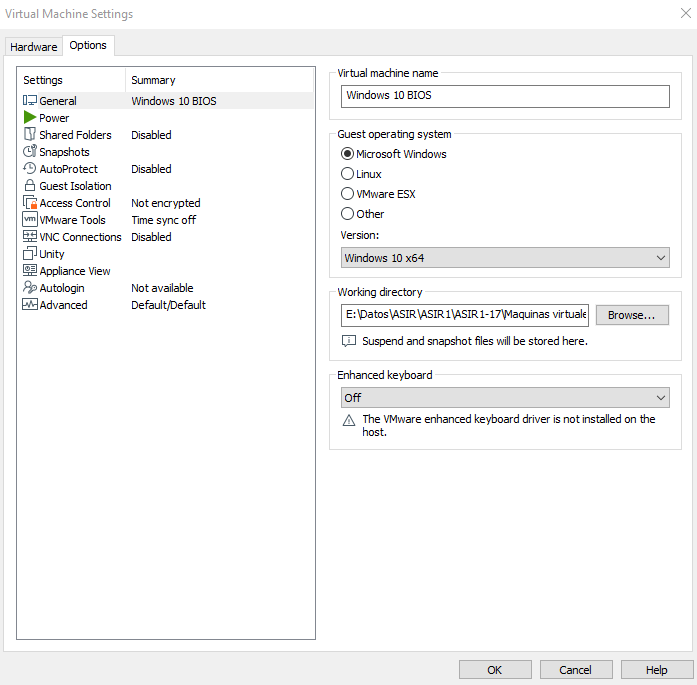 Virtual Machine Settings
Hardware Options
Settings Summary
General Windows 10 BIOS
Power
Shared Folders Disabled
Snapshots
AutoProtect Disabled
Guest Isolation
Access Control Not encrypted
vm VMware Tools Time sync off
VNC Connections Disabled
Unity
Appliance View
Autologin Not available
Advanced Default/Default
Virtual machine name
Windows 10 BIOS
Guest operating system
Microsoft Windows
Linux
VMware ESX
Other
Version:
Windows 10 x64
Working directory
E:\Datos\ASIR\ASIR1\ASIR1-17\Maquinas virtuale
Browse...
Suspend and snapshot files will be stored here.
Enhanced keyboard
Off
The VMware enhanced keyboard driver is not installed on the
host.
OK Cancel Help